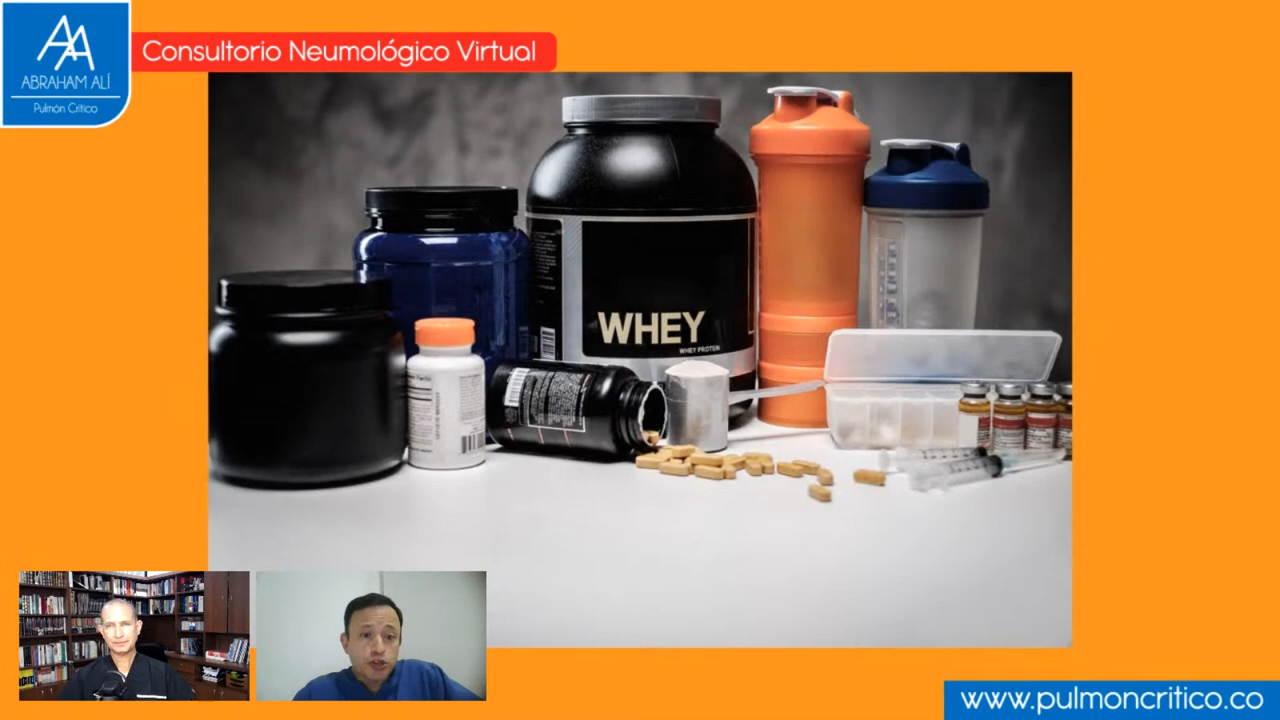 AA
ABRAHAM ALÍ
Pulmón Crítico
Consultorio Neumológico Virtual
WHEY
WHEY PROTEIN
www.pulmoncritico.co